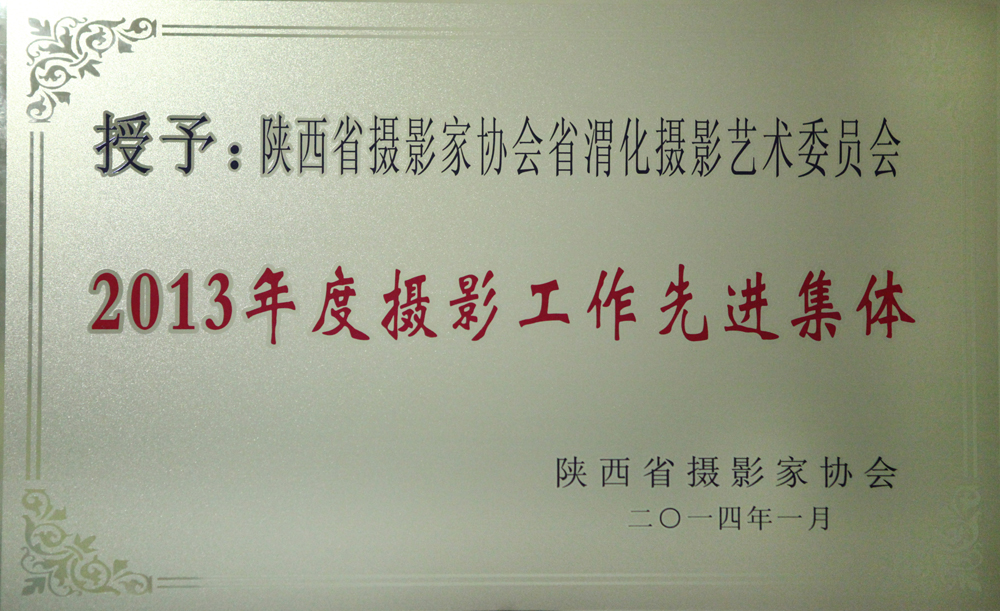 授予:陕西省摄影家协会省渭化摄影艺术委员会
2013年度摄影工作先进集体
陕西省摄影家协会
二〇一四年一月